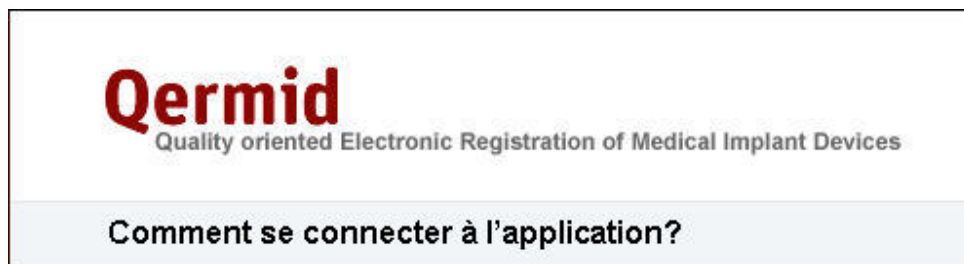 Qermid
Quality oriented Electronic Registration of Medical Implant Devices
Comment se connecter à l'application?